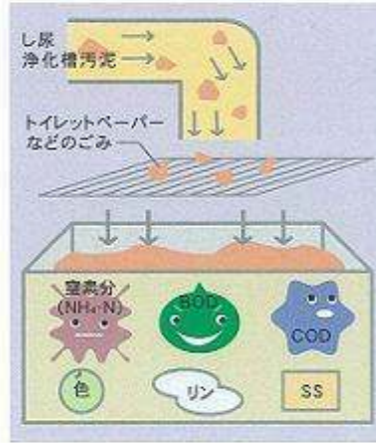 し尿
浄化槽汚泥
トイレットペーパー
などのごみ
窒素分
(NH₄-N)
BOD
COD
色
リン
SS